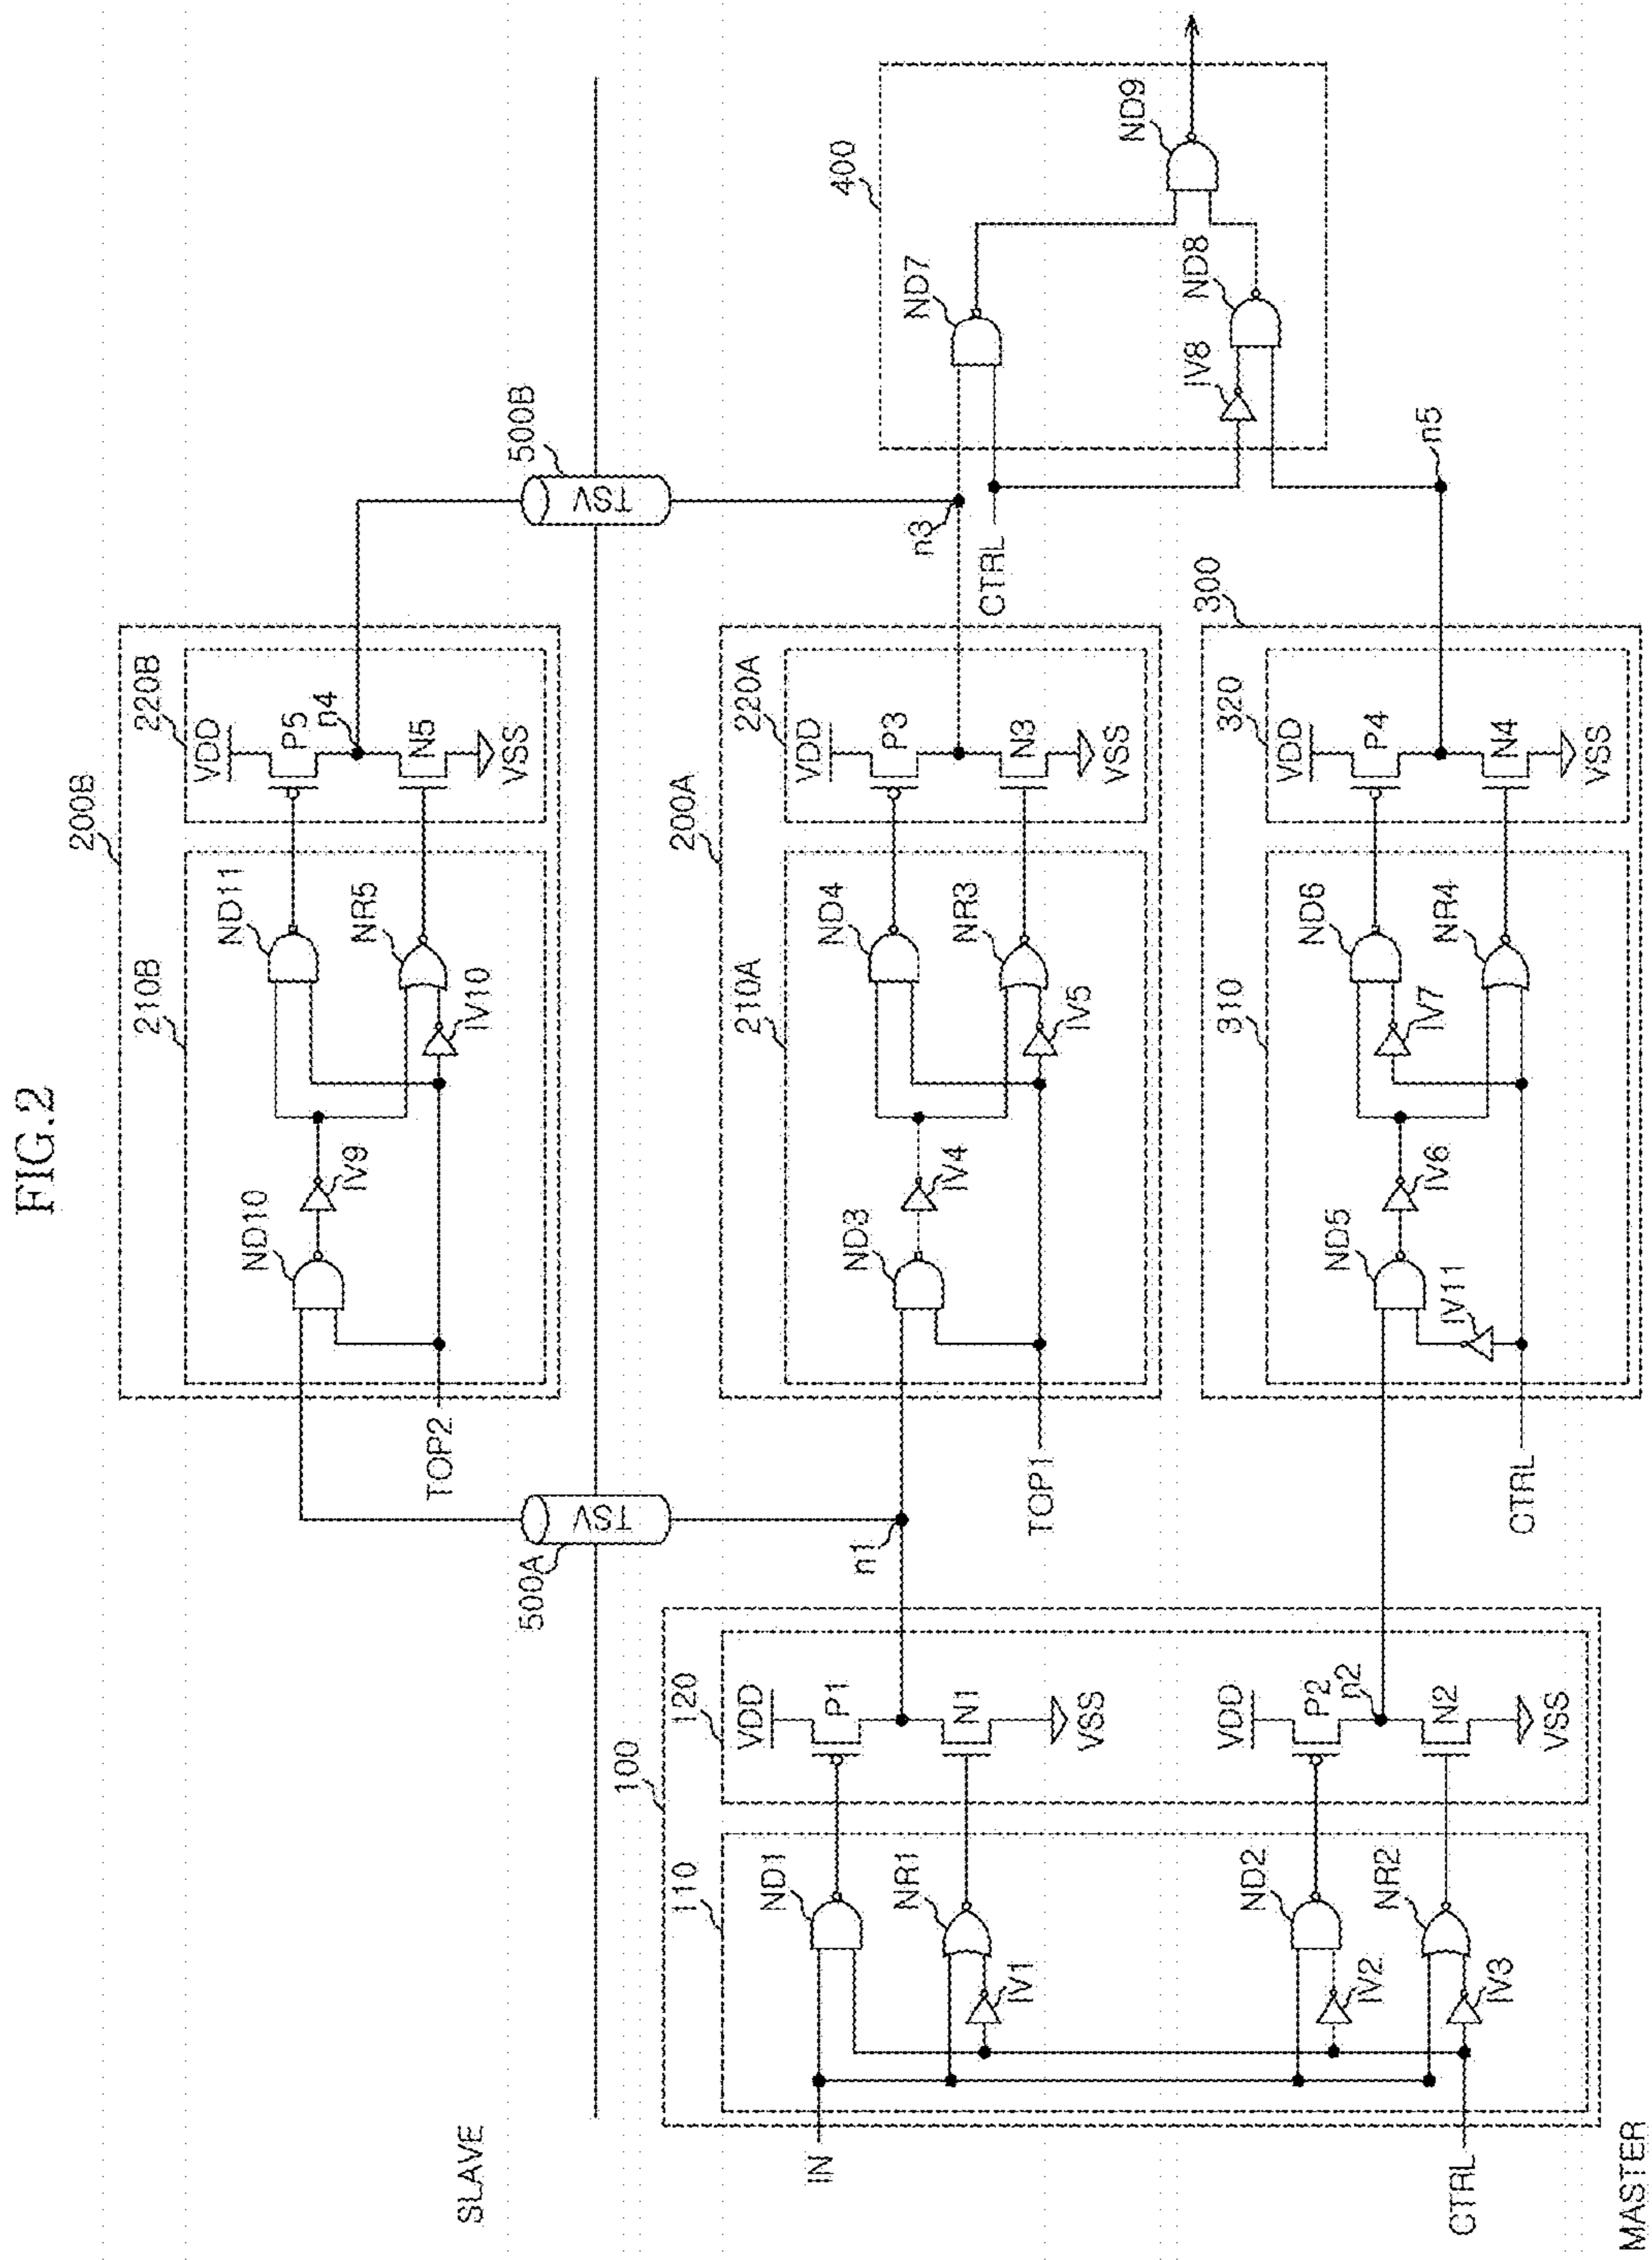 FIG.2
200B
210B
220B
ND10
IV9
ND11
NR5
IV10
VDD
P5
n4
N5
VSS
TOP2
SLAVE
500A
TSV
500B
TSV
100
110
120
IN
CTRL
ND1
NR1
IV1
ND2
IV2
NR2
IV3
VDD
P1
N1
VSS
VDD
P2
n2
N2
VSS
n1
200A
210A
220A
ND3
IV4
ND4
NR3
IV5
VDD
P3
N3
VSS
TOP1
n3
CTRL
300
310
320
ND5
IV11
IV6
ND6
IV7
NR4
VDD
P4
N4
VSS
CTRL
n5
400
ND7
IV8
ND8
ND9
MASTER